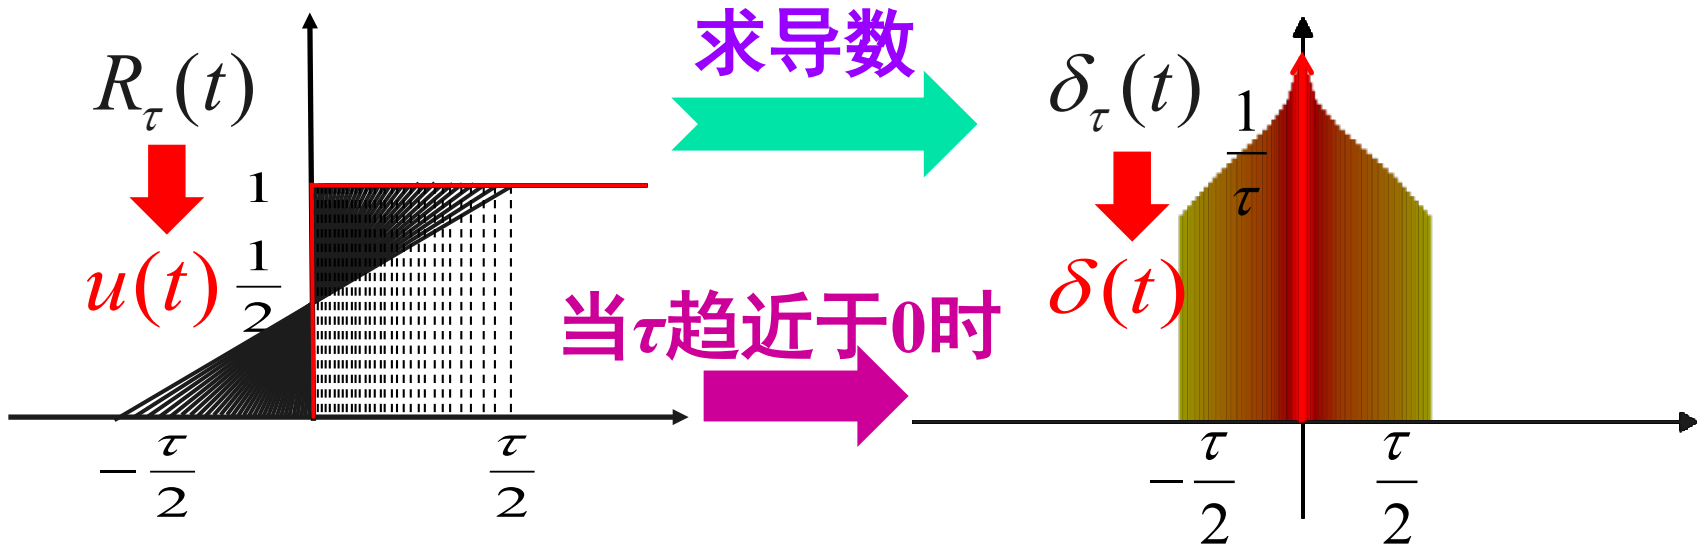 求导数
R_τ(t)
1
u(t)
1/2
-τ/2
τ/2
当τ趋近于0时
δ_τ(t)
1/τ
δ(t)
-τ/2
τ/2